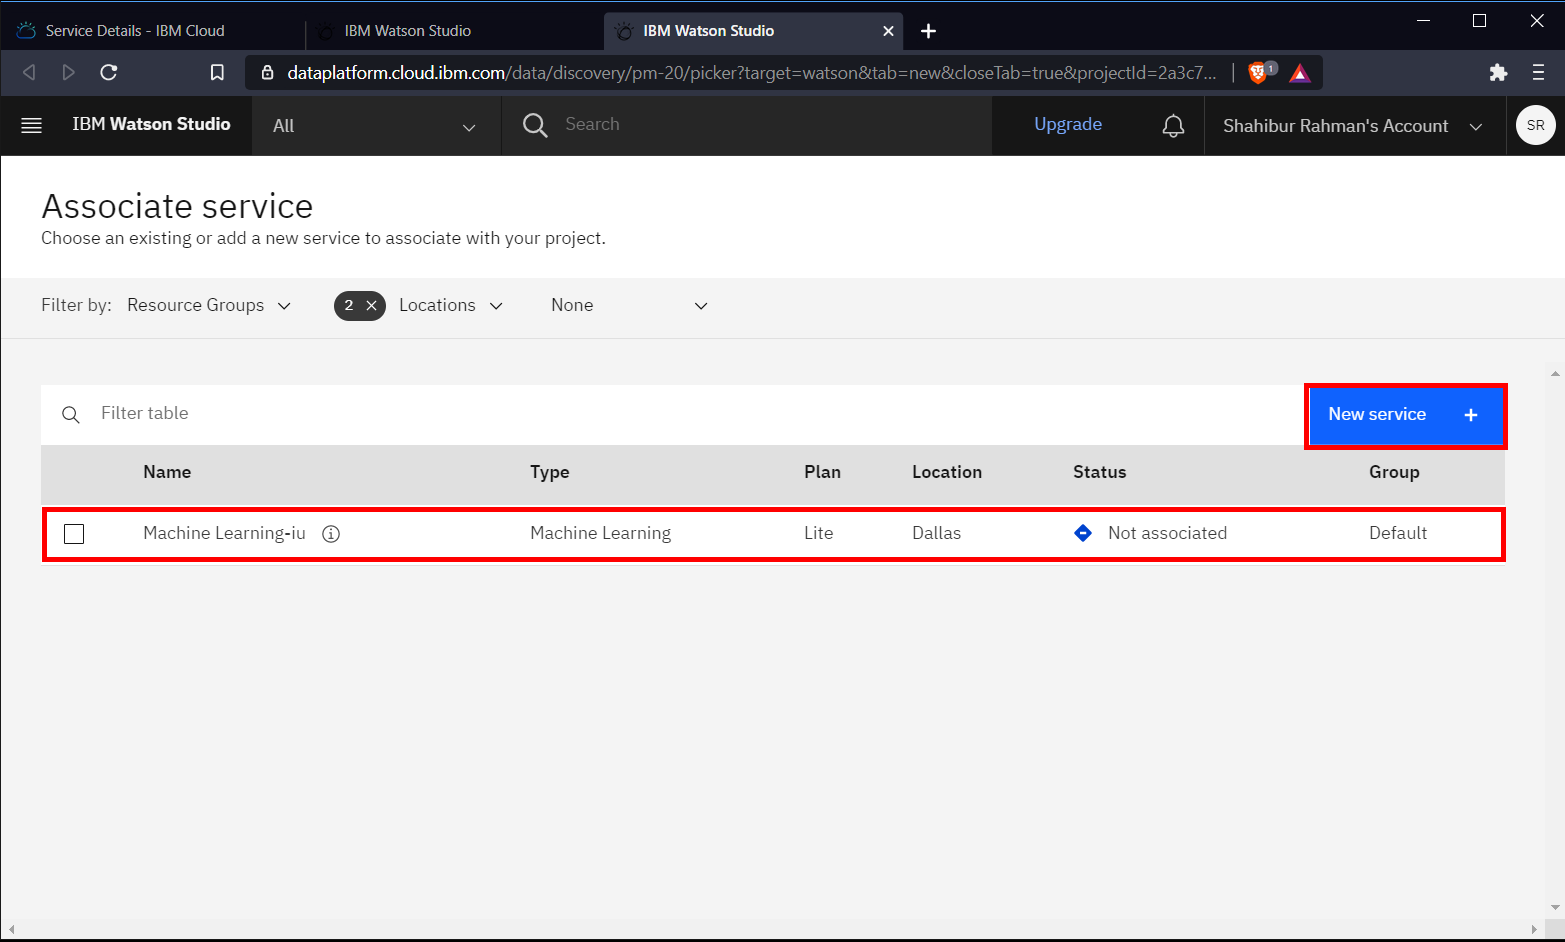 Service Details - IBM Cloud
IBM Watson Studio
IBM Watson Studio
dataplatform.cloud.ibm.com/data/discovery/pm-20/picker?target=watson&tab=new&closeTab=true&projectId=2a3c7...
1
IBM Watson Studio
All
Search
Upgrade
Shahibur Rahman's Account
SR
Associate service
Choose an existing or add a new service to associate with your project.
Filter by: Resource Groups 2 Locations None
Filter table
New service +
Name Type Plan Location Status Group
Machine Learning-iu Machine Learning Lite Dallas Not associated Default